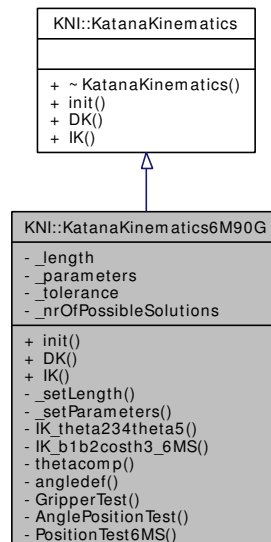 KNI::KatanaKinematics
+ ~KatanaKinematics()
+ init()
+ DK()
+ IK()
KNI::KatanaKinematics6M90G
- _length
- _parameters
- _tolerance
- _nrOfPossibleSolutions
+ init()
+ DK()
+ IK()
- _setLength()
- _setParameters()
- IK_theta234theta5()
- IK_b1b2costh3_6MS()
- thetacomp()
- angledef()
- GripperTest()
- AnglePositionTest()
- PositionTest6MS()